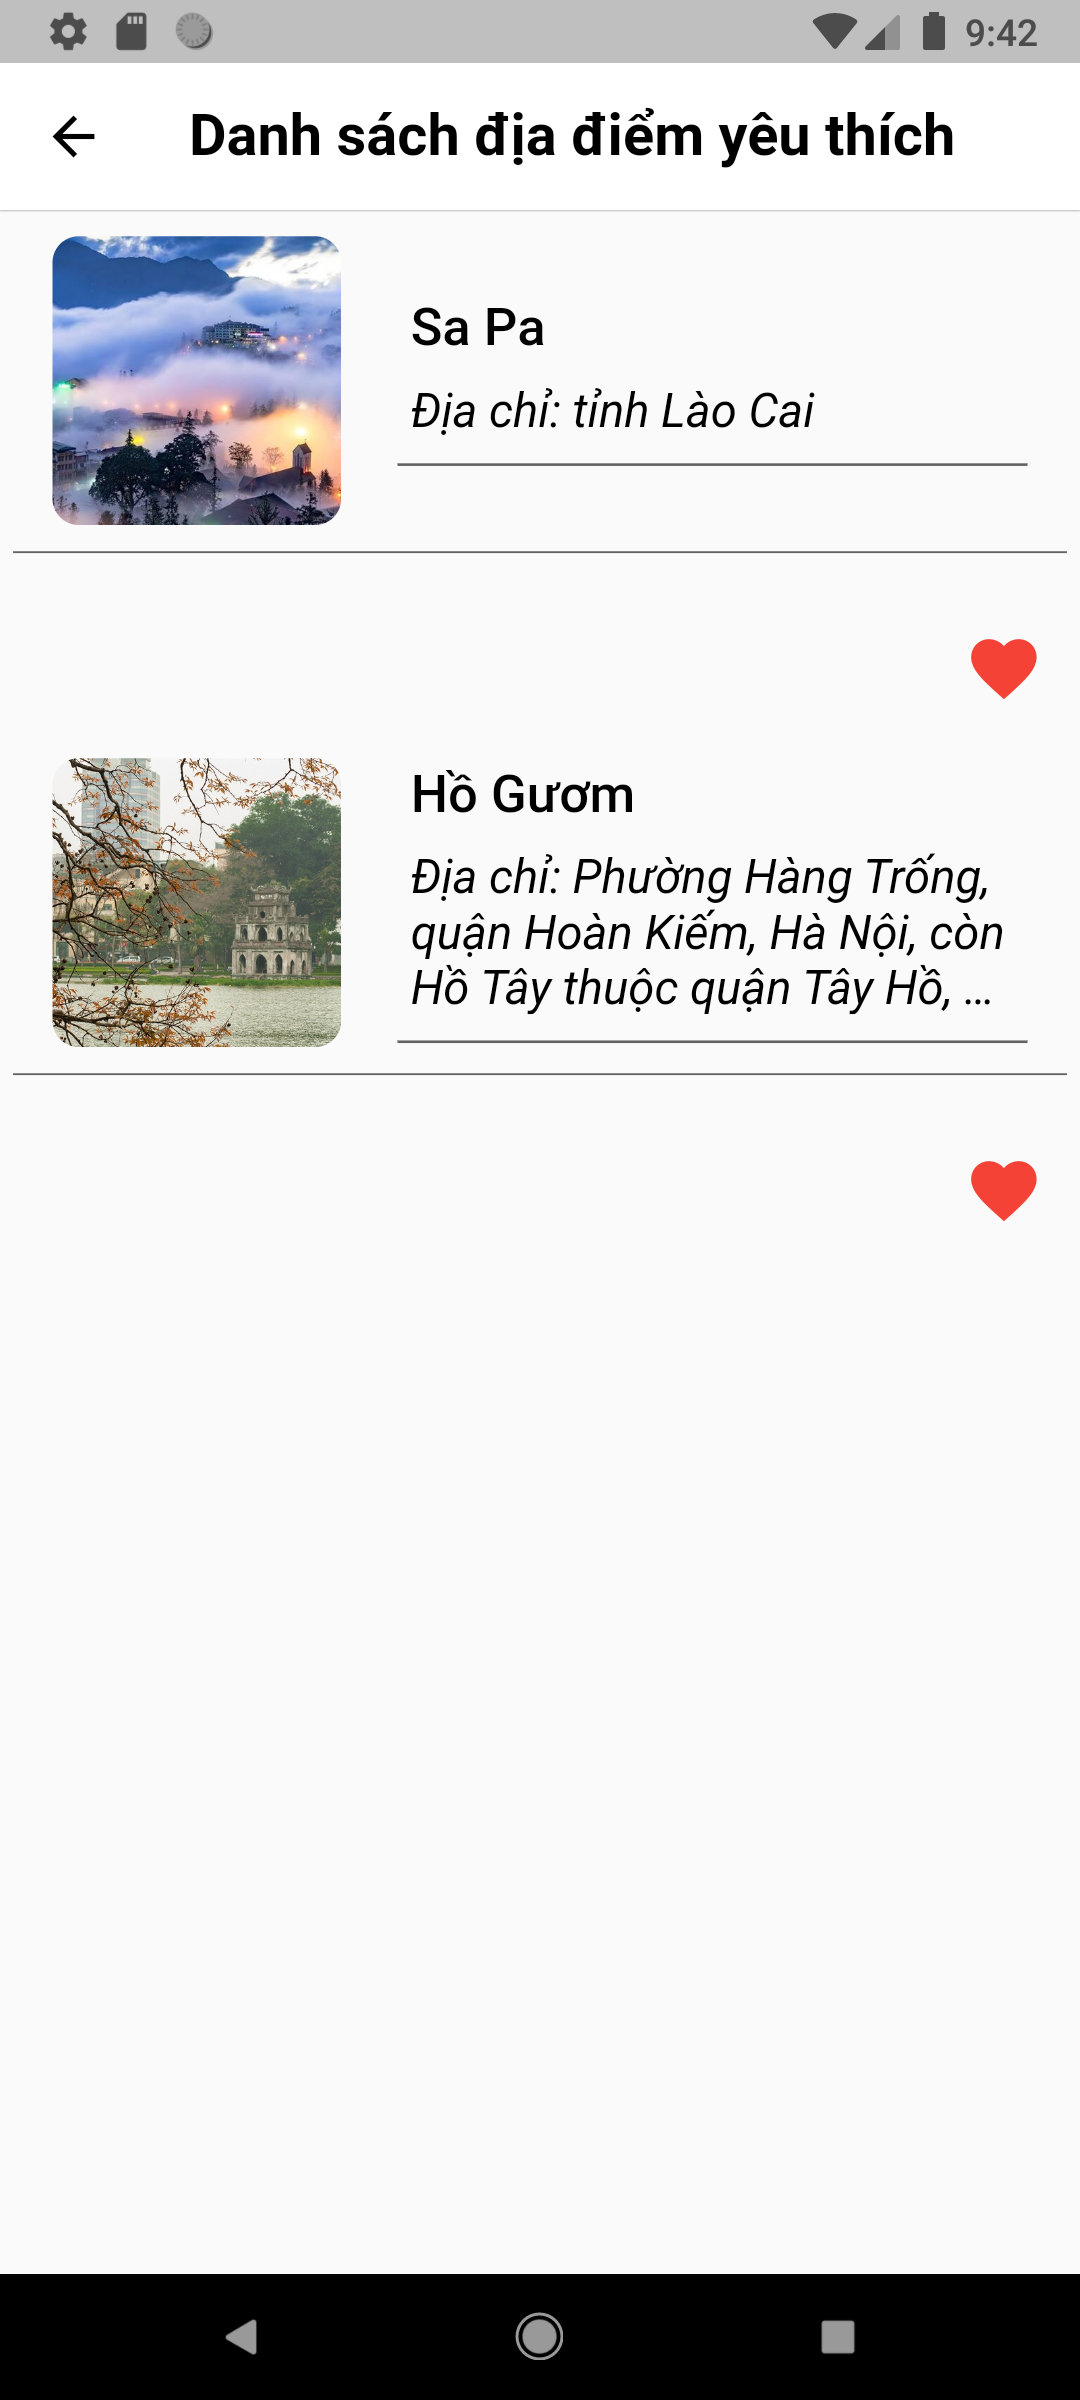 9:42
Danh sách địa điểm yêu thích
Sa Pa
Địa chỉ: tỉnh Lào Cai
Hồ Gươm
Địa chỉ: Phường Hàng Trống,
quận Hoàn Kiếm, Hà Nội, còn
Hồ Tây thuộc quận Tây Hồ, ...